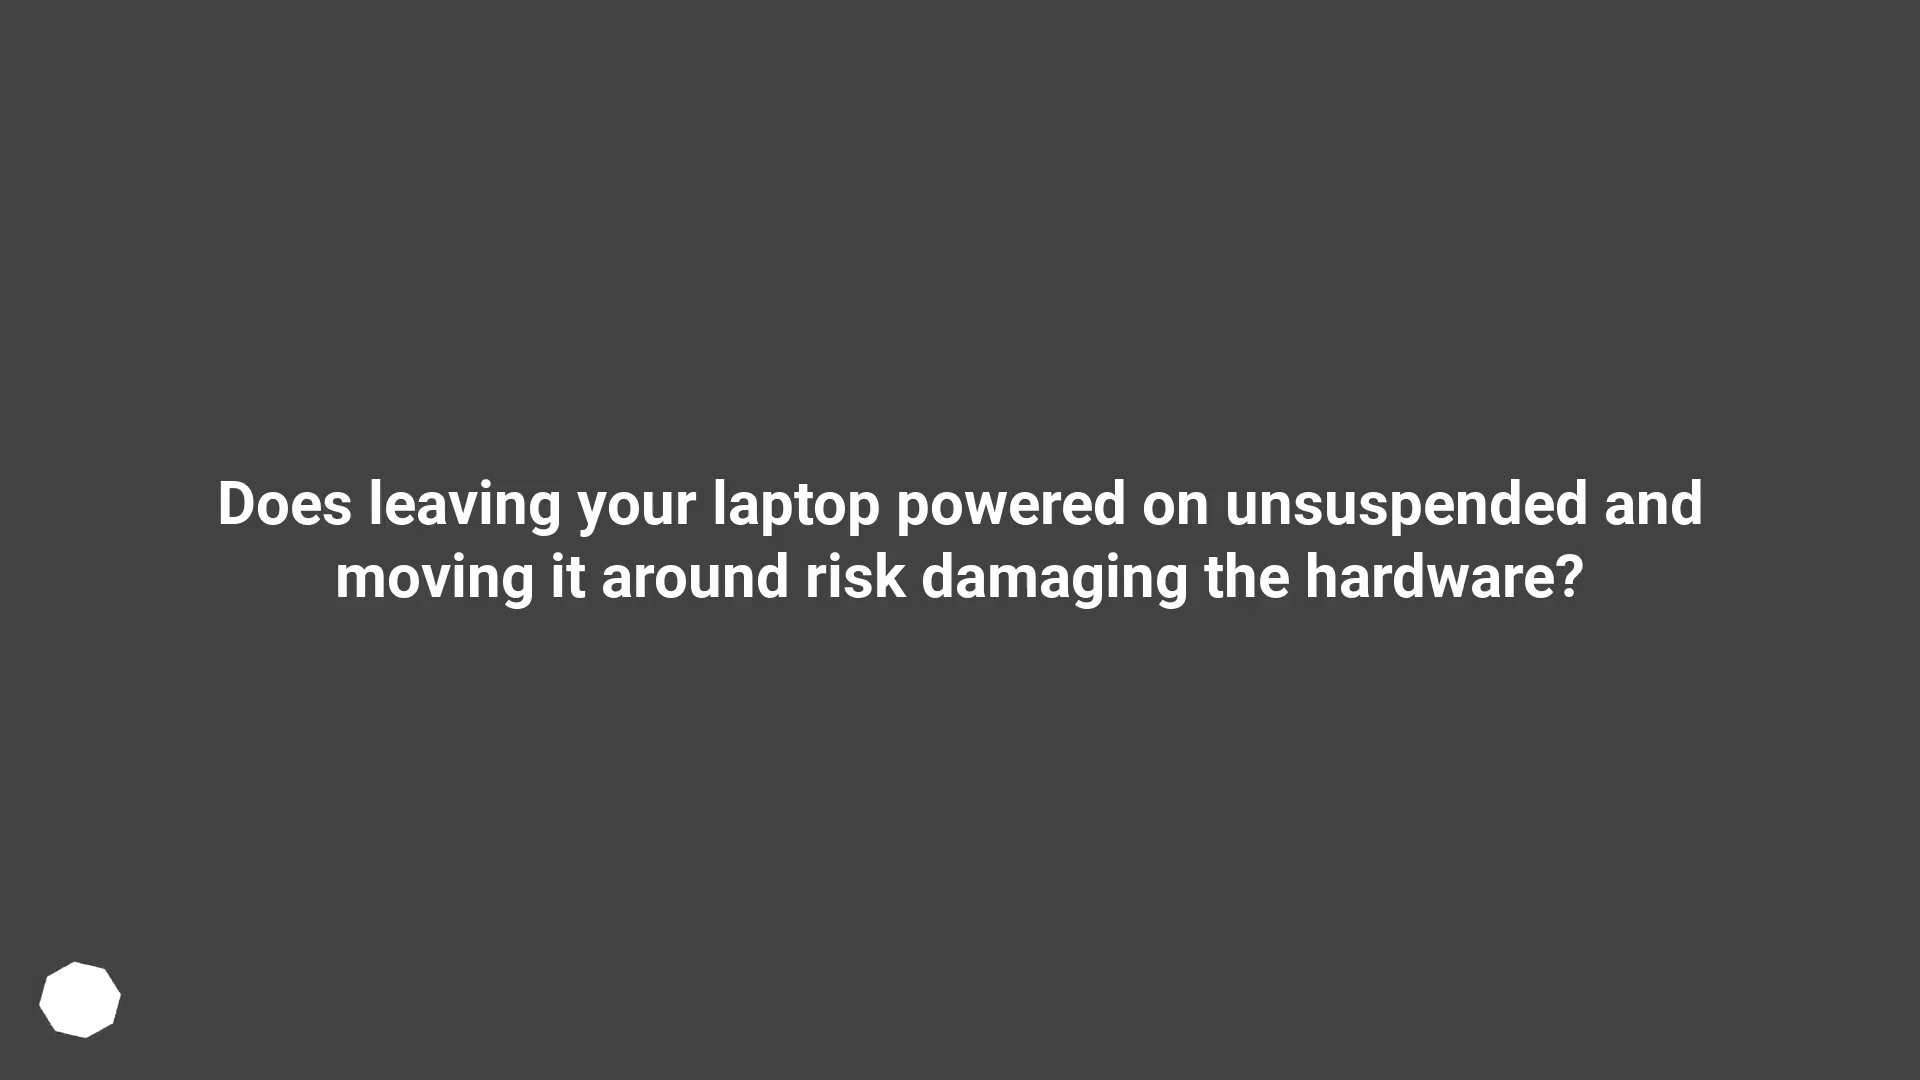 Does leaving your laptop powered on unsuspended and
moving it around risk damaging the hardware?